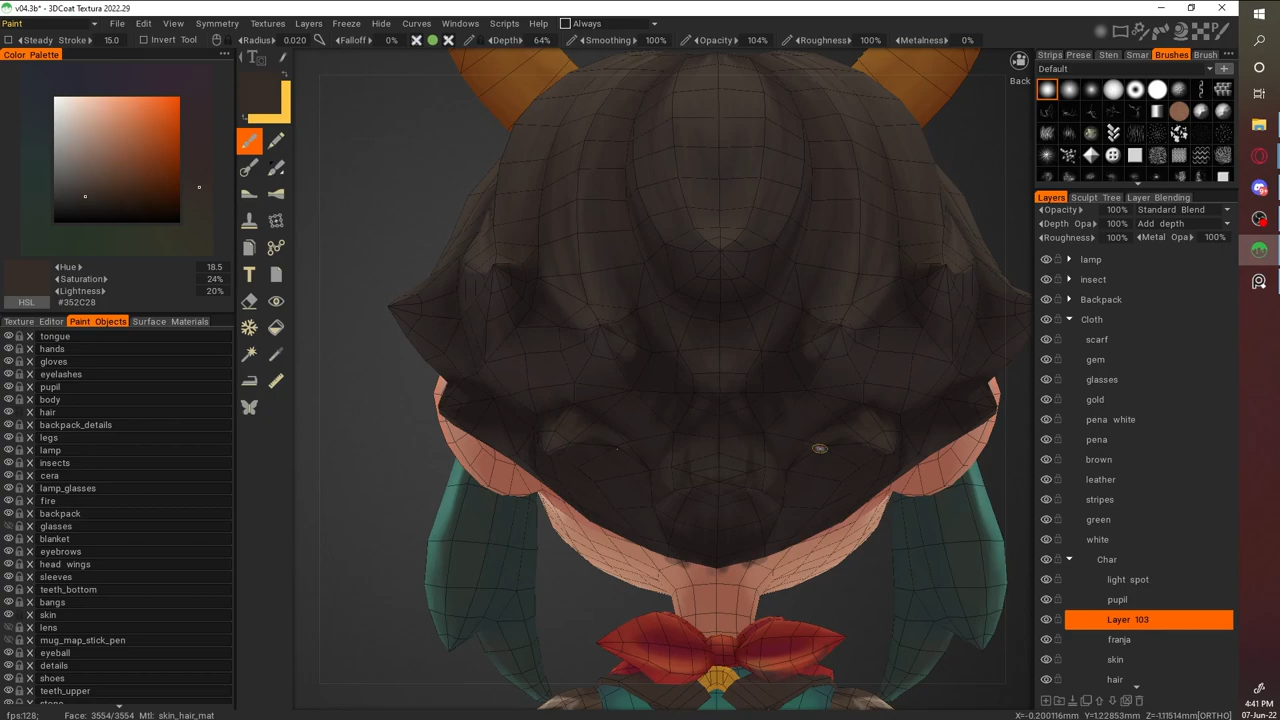 v04.3b* - 3DCoat Textura 2022.29
Paint File Edit View Symmetry Textures Layers Freeze Hide Curves Windows Scripts Help Always
Steady Stroke 15.0 Invert Tool Radius 0.020 Falloff 0% Depth 64% Smoothing 100% Opacity 104% Roughness 100% Metalness 0%
Color Palette
Hue 18.5
Saturation 24%
Lightness 20%
HSL #352C28
Texture Editor Paint Objects Surface Materials
tongue
hands
gloves
eyelashes
pupil
body
hair
backpack_details
legs
lamp
insects
cera
lamp_glasses
fire
backpack
glasses
blanket
eyebrows
head wings
sleeves
teeth_bottom
bangs
skin
lens
mug_map_stick_pen
eyeball
details
shoes
teeth_upper
fps:128; Face: 3554/3554 Mtl: skin_hair_mat
Back
Strips Prese Sten Smar Brushes Brush
Default
Layers Sculpt Tree Layer Blending
Opacity 100% Standard Blend
Depth Opa 100% Add depth
Roughness 100% Metal Opa 100%
lamp
insect
Backpack
Cloth
scarf
gem
glasses
gold
pena white
pena
brown
leather
stripes
green
white
Char
light spot
pupil
Layer 103
franja
skin
hair
X=-0.200116mm Y=1.22853mm Z=-1.11514mm [ORTHO]
4:41 PM
07-Jun-22